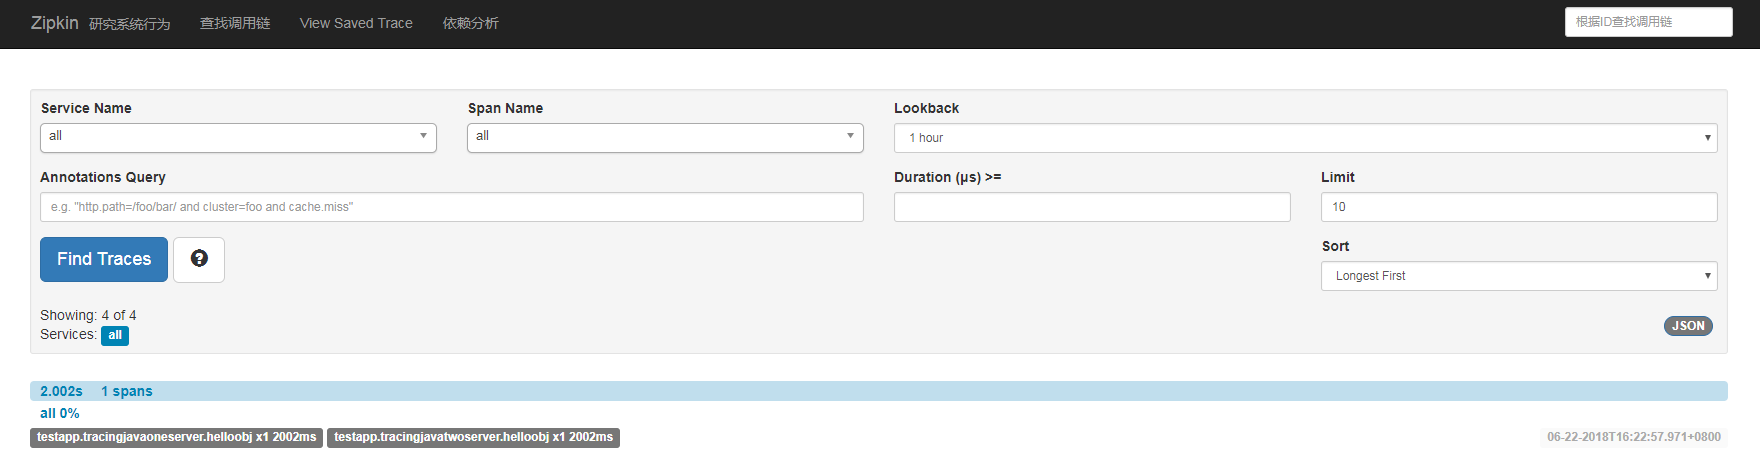 Zipkin 研究系统行为 查找调用链 View Saved Trace 依赖分析 根据ID查找调用链
Service Name Span Name Lookback
all all 1 hour
Annotations Query Duration (μs) >= Limit
e.g. "http.path=/foo/bar/ and cluster=foo and cache.miss" 10
Find Traces ?
Sort
Longest First
Showing: 4 of 4
Services: all
JSON
2.002s 1 spans
all 0%
testapp.tracingjavaoneserver.helloobj x1 2002ms testapp.tracingjavatwoserver.helloobj x1 2002ms 06-22-2018T16:22:57.971+0800